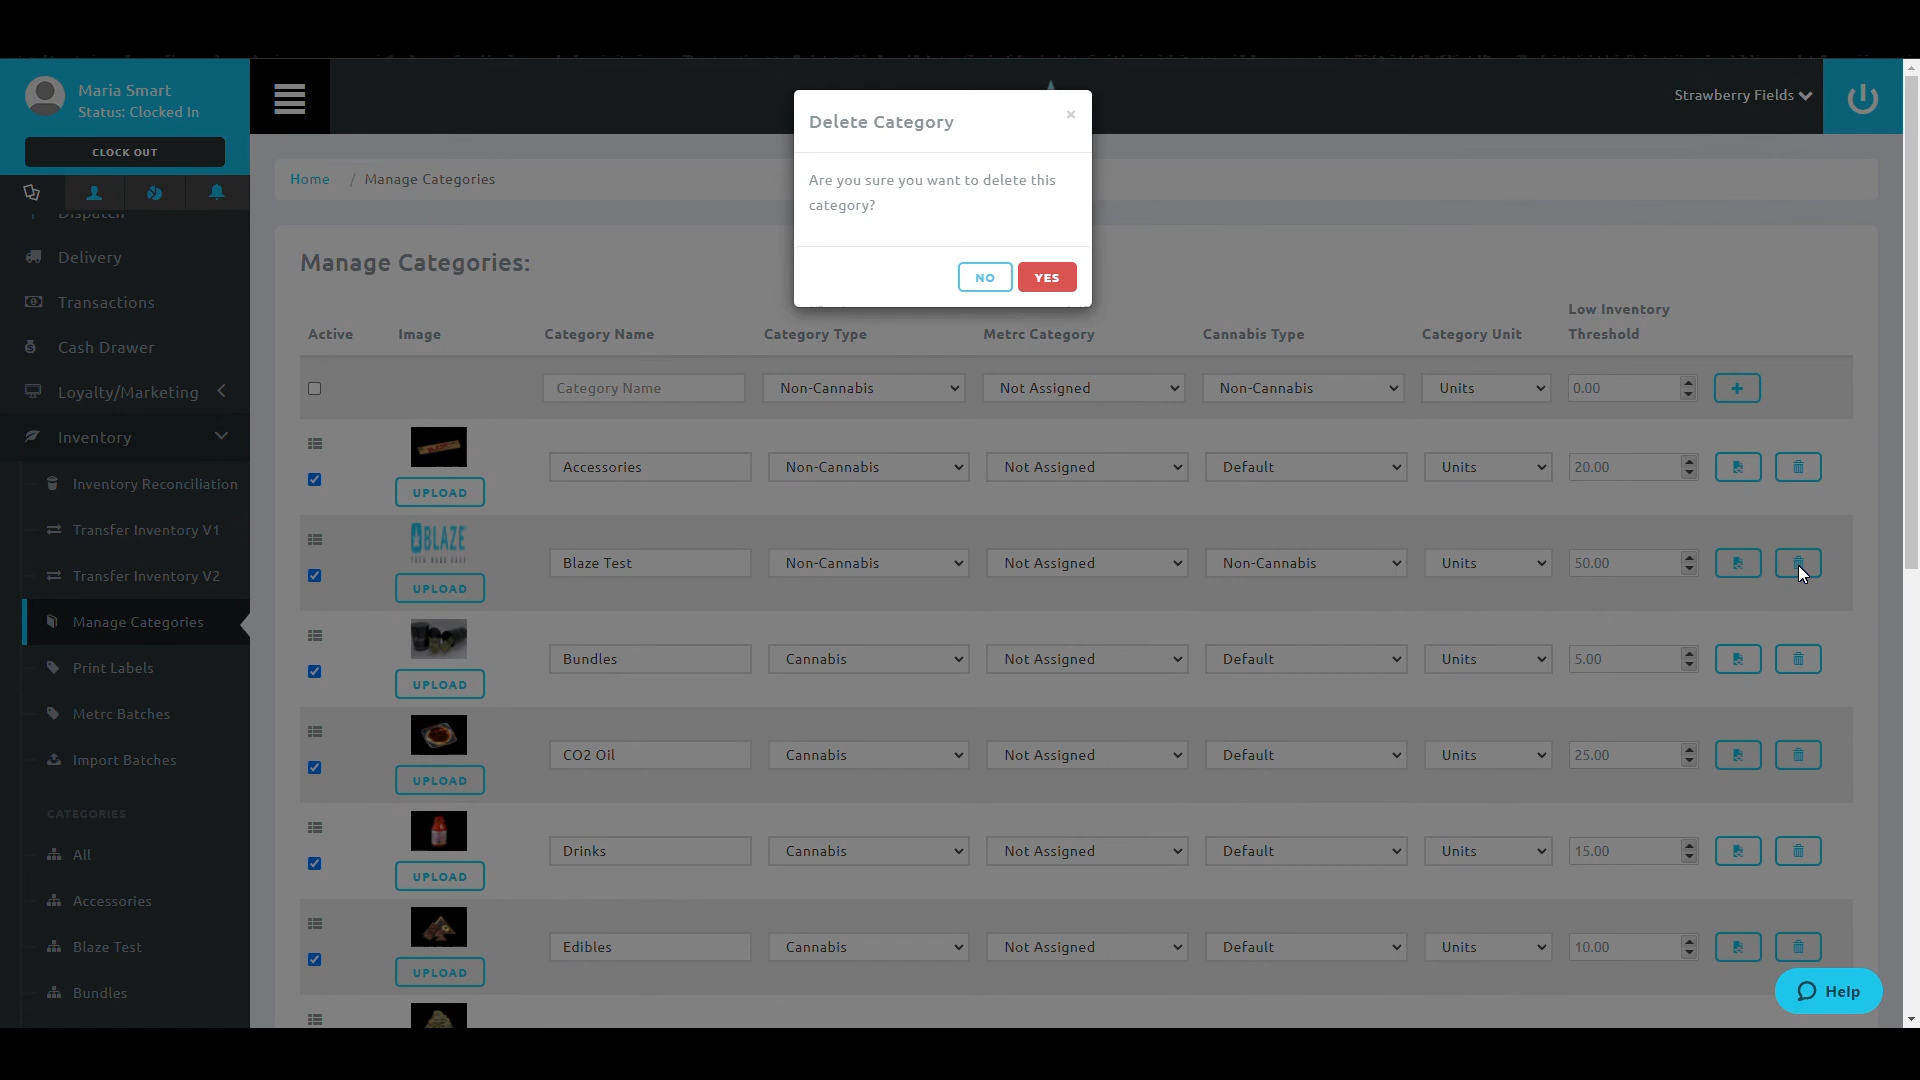 Maria Smart
Status: Clocked In
CLOCK OUT
Strawberry Fields
Dispatch
Delivery
Transactions
Cash Drawer
Loyalty/Marketing
Inventory
Inventory Reconciliation
Transfer Inventory V1
Transfer Inventory V2
Manage Categories
Print Labels
Metrc Batches
Import Batches
CATEGORIES
All
Accessories
Blaze Test
Bundles
Home / Manage Categories
Delete Category ×
Are you sure you want to delete this
category?
NO YES
Manage Categories:
Active Image Category Name Category Type Metrc Category Cannabis Type Category Unit Low Inventory
Threshold
Category Name Non-Cannabis Not Assigned Non-Cannabis Units 0.00
Accessories Non-Cannabis Not Assigned Default Units 20.00
UPLOAD
BLAZE
Blaze Test Non-Cannabis Not Assigned Non-Cannabis Units 50.00
UPLOAD
Bundles Cannabis Not Assigned Default Units 5.00
UPLOAD
CO2 Oil Cannabis Not Assigned Default Units 25.00
UPLOAD
Drinks Cannabis Not Assigned Default Units 15.00
UPLOAD
Edibles Cannabis Not Assigned Default Units 10.00
UPLOAD
Help